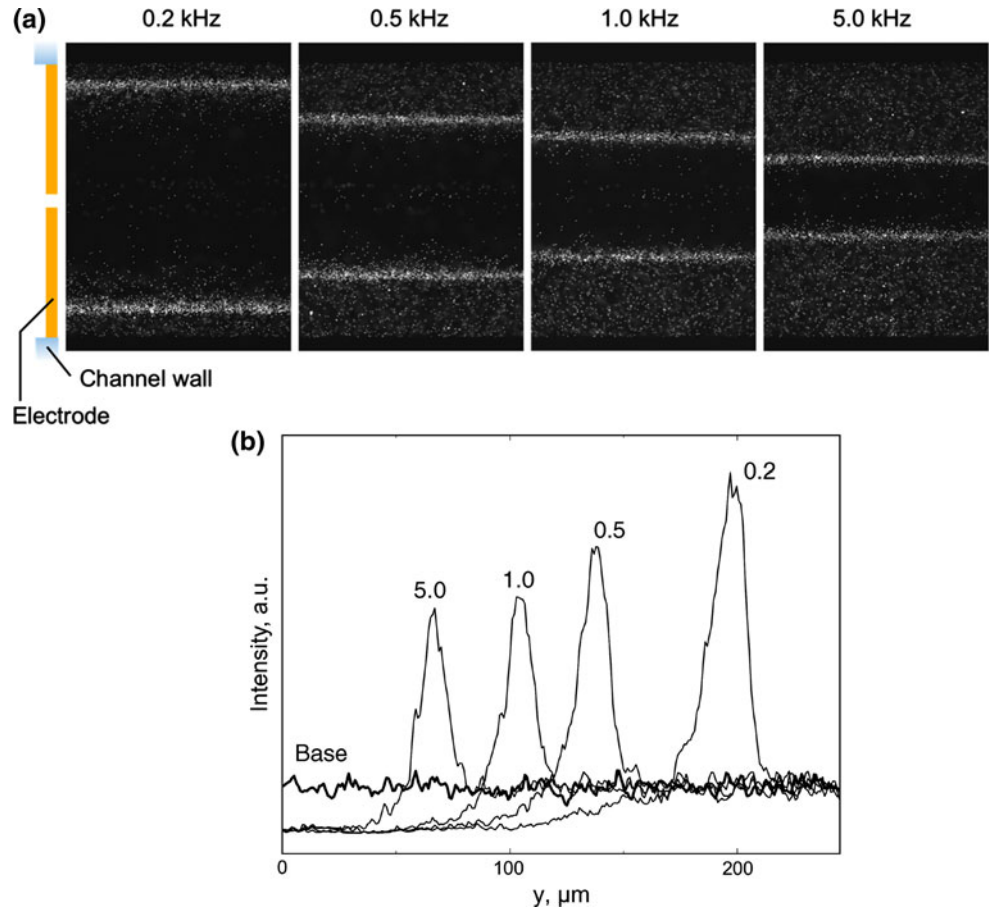 (a)
0.2 kHz
0.5 kHz
1.0 kHz
5.0 kHz
Channel wall
Electrode
(b)
0.2
0.5
1.0
5.0
Base
Intensity, a.u.
0
100
200
y, µm